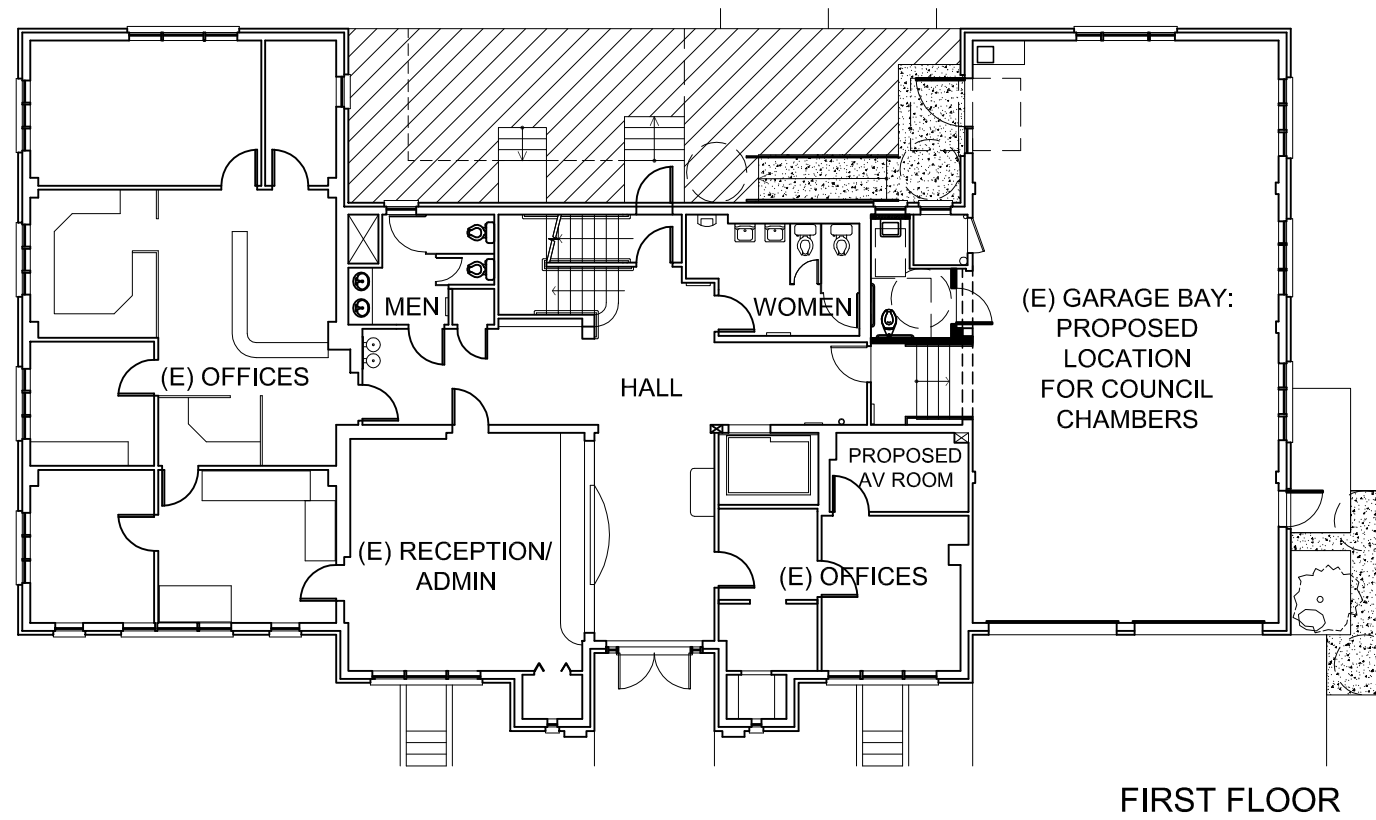 MEN
WOMEN
(E) GARAGE BAY:
PROPOSED
LOCATION
FOR COUNCIL
CHAMBERS
(E) OFFICES
HALL
PROPOSED
AV ROOM
(E) RECEPTION/
ADMIN
(E) OFFICES
FIRST FLOOR